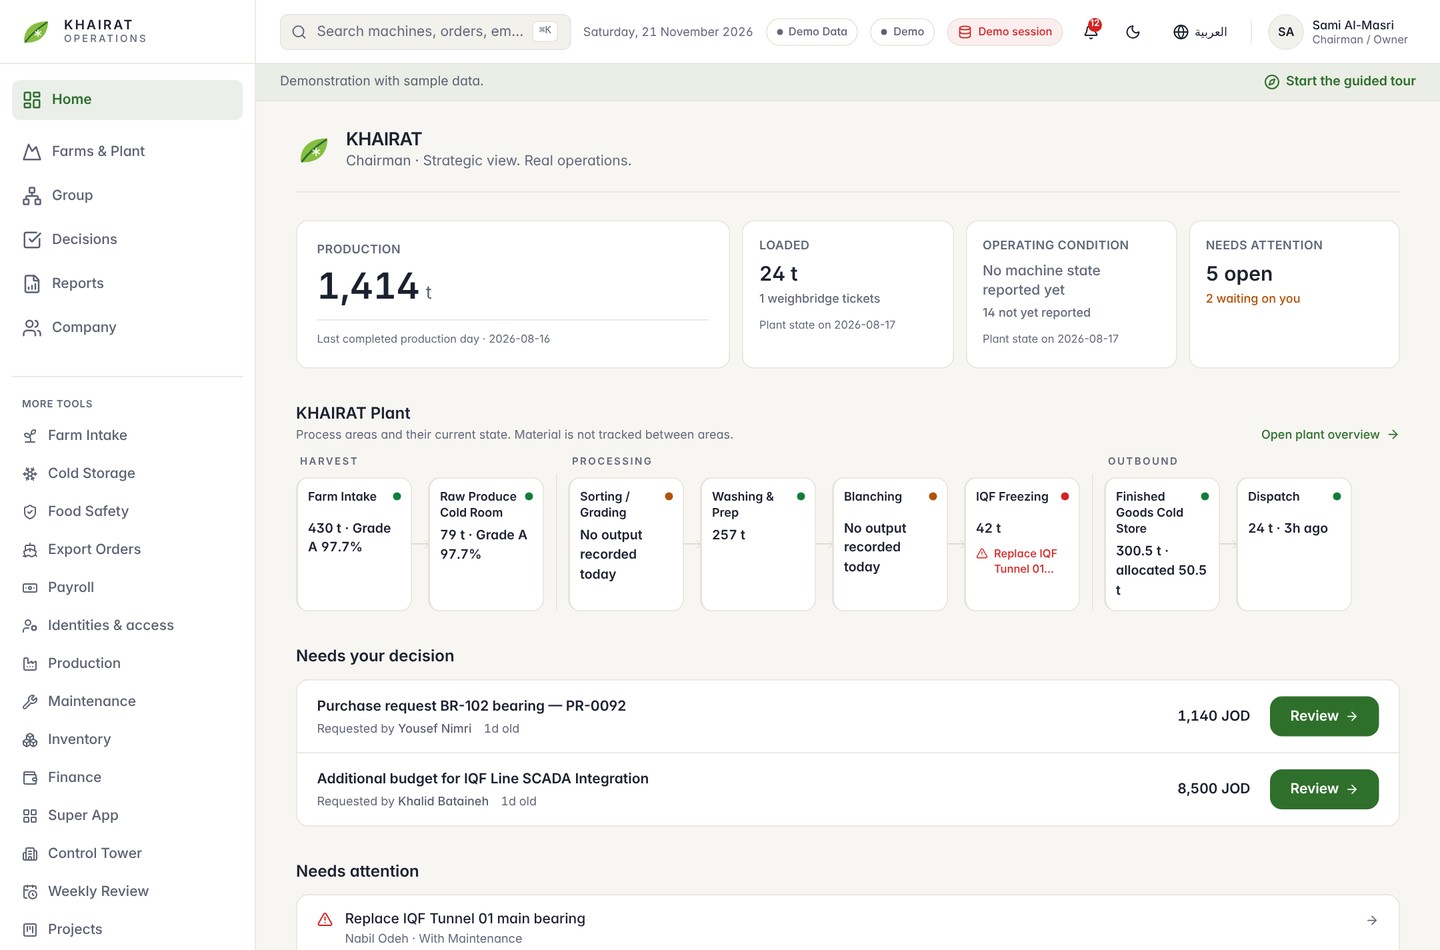 KHAIRAT
OPERATIONS
Search machines, orders, em...
⌘K
Saturday, 21 November 2026
Demo Data
Demo
Demo session
12
العربية
SA
Sami Al-Masri
Chairman / Owner
Home
Farms & Plant
Group
Decisions
Reports
Company
MORE TOOLS
Farm Intake
Cold Storage
Food Safety
Export Orders
Payroll
Identities & access
Production
Maintenance
Inventory
Finance
Super App
Control Tower
Weekly Review
Projects
Demonstration with sample data.
Start the guided tour
KHAIRAT
Chairman · Strategic view. Real operations.
PRODUCTION
1,414 t
Last completed production day · 2026-08-16
LOADED
24 t
1 weighbridge tickets
Plant state on 2026-08-17
OPERATING CONDITION
No machine state
reported yet
14 not yet reported
Plant state on 2026-08-17
NEEDS ATTENTION
5 open
2 waiting on you
KHAIRAT Plant
Process areas and their current state. Material is not tracked between areas.
Open plant overview
HARVEST
Farm Intake
430 t · Grade
A 97.7%
Raw Produce
Cold Room
79 t · Grade A
97.7%
PROCESSING
Sorting /
Grading
No output
recorded
today
Washing &
Prep
257 t
Blanching
No output
recorded
today
IQF Freezing
42 t
Replace IQF
Tunnel 01...
OUTBOUND
Finished
Goods Cold
Store
300.5 t ·
allocated 50.5
t
Dispatch
24 t · 3h ago
Needs your decision
Purchase request BR-102 bearing — PR-0092
Requested by Yousef Nimri 1d old
1,140 JOD
Review
Additional budget for IQF Line SCADA Integration
Requested by Khalid Bataineh 1d old
8,500 JOD
Review
Needs attention
Replace IQF Tunnel 01 main bearing
Nabil Odeh · With Maintenance